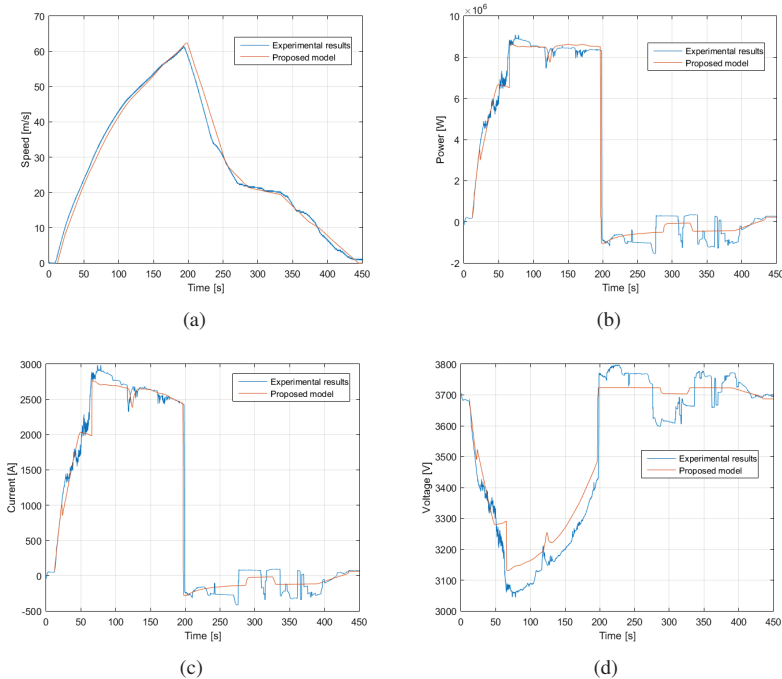 70
60
50
40
30
20
10
0
Speed [m/s]
Experimental results
Proposed model
0 50 100 150 200 250 300 350 400 450
Time [s]
(a)
×10⁶
10
8
6
4
2
0
-2
Power [W]
Experimental results
Proposed model
0 50 100 150 200 250 300 350 400 450
Time [s]
(b)
3000
2500
2000
1500
1000
500
0
-500
Current [A]
Experimental results
Proposed model
0 50 100 150 200 250 300 350 400 450
Time [s]
(c)
3800
3700
3600
3500
3400
3300
3200
3100
3000
Voltage [V]
Experimental results
Proposed model
0 50 100 150 200 250 300 350 400 450
Time [s]
(d)